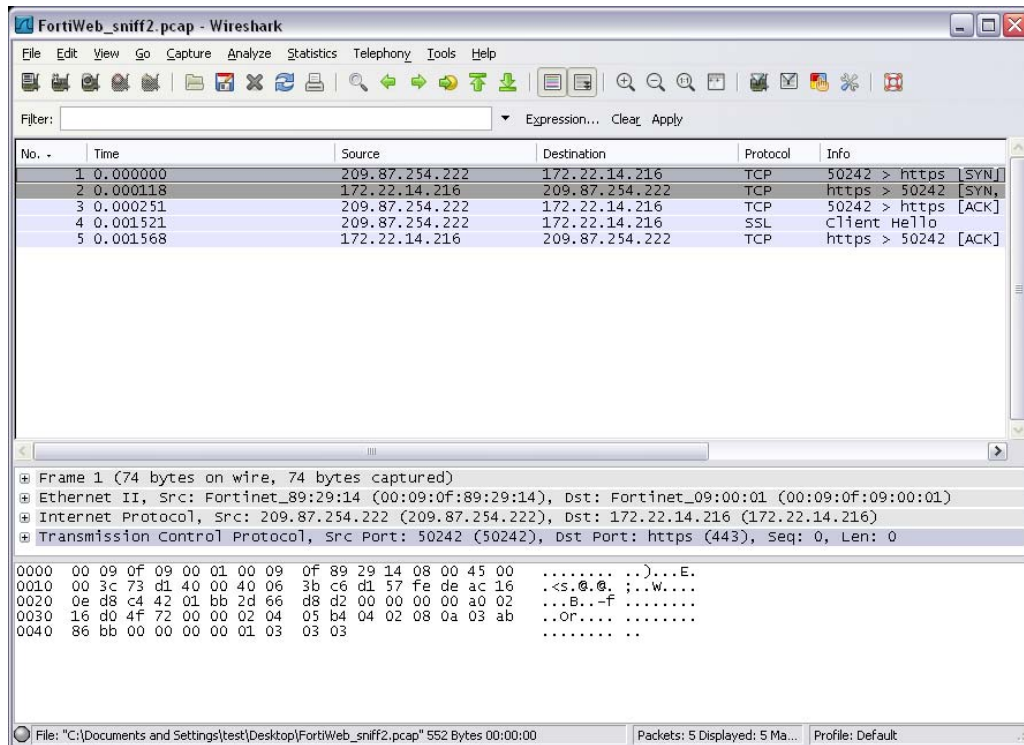 FortiWeb_sniff2.pcap - Wireshark
File Edit View Go Capture Analyze Statistics Telephony Tools Help
Filter: Expression... Clear Apply
No. - Time Source Destination Protocol Info
1 0.000000 209.87.254.222 172.22.14.216 TCP 50242 > https [SYN]
2 0.000118 172.22.14.216 209.87.254.222 TCP https > 50242 [SYN,
3 0.000251 209.87.254.222 172.22.14.216 TCP 50242 > https [ACK]
4 0.001521 209.87.254.222 172.22.14.216 SSL Client Hello
5 0.001568 172.22.14.216 209.87.254.222 TCP https > 50242 [ACK]
Frame 1 (74 bytes on wire, 74 bytes captured)
Ethernet II, Src: Fortinet_89:29:14 (00:09:0f:89:29:14), Dst: Fortinet_09:00:01 (00:09:0f:09:00:01)
Internet Protocol, Src: 209.87.254.222 (209.87.254.222), Dst: 172.22.14.216 (172.22.14.216)
Transmission Control Protocol, Src Port: 50242 (50242), Dst Port: https (443), Seq: 0, Len: 0
0000 00 09 0f 09 00 01 00 09 0f 89 29 14 08 00 45 00 ........ ..)...E.
0010 00 3c 73 d1 40 00 40 06 3b c6 d1 57 fe de ac 16 .<s.@.@. ;..W....
0020 0e d8 c4 42 01 bb 2d 66 d8 d2 00 00 00 00 a0 02 ...B..-f ........
0030 16 d0 4f 72 00 00 02 04 05 b4 04 02 08 0a 03 ab ..Or.... ........
0040 86 bb 00 00 00 00 01 03 03 03 ........ ..
File: "C:\Documents and Settings\test\Desktop\FortiWeb_sniff2.pcap" 552 Bytes 00:00:00 Packets: 5 Displayed: 5 Ma... Profile: Default